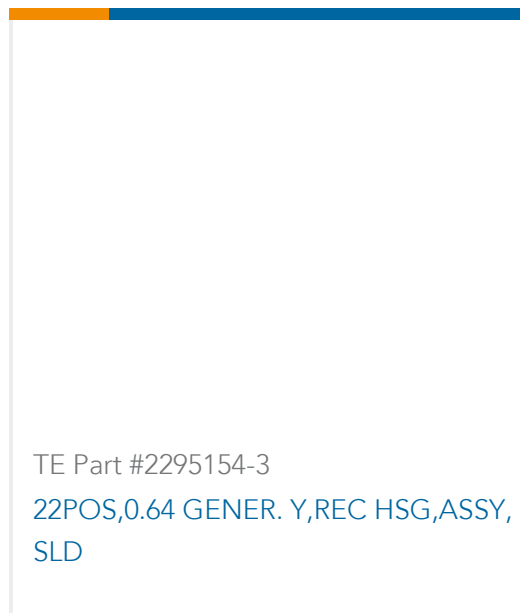 TE Part #2295154-3
22POS,0.64 GENER. Y,REC HSG,ASSY,
SLD